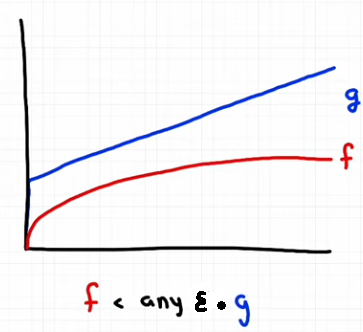 g
f
f < any ε • g